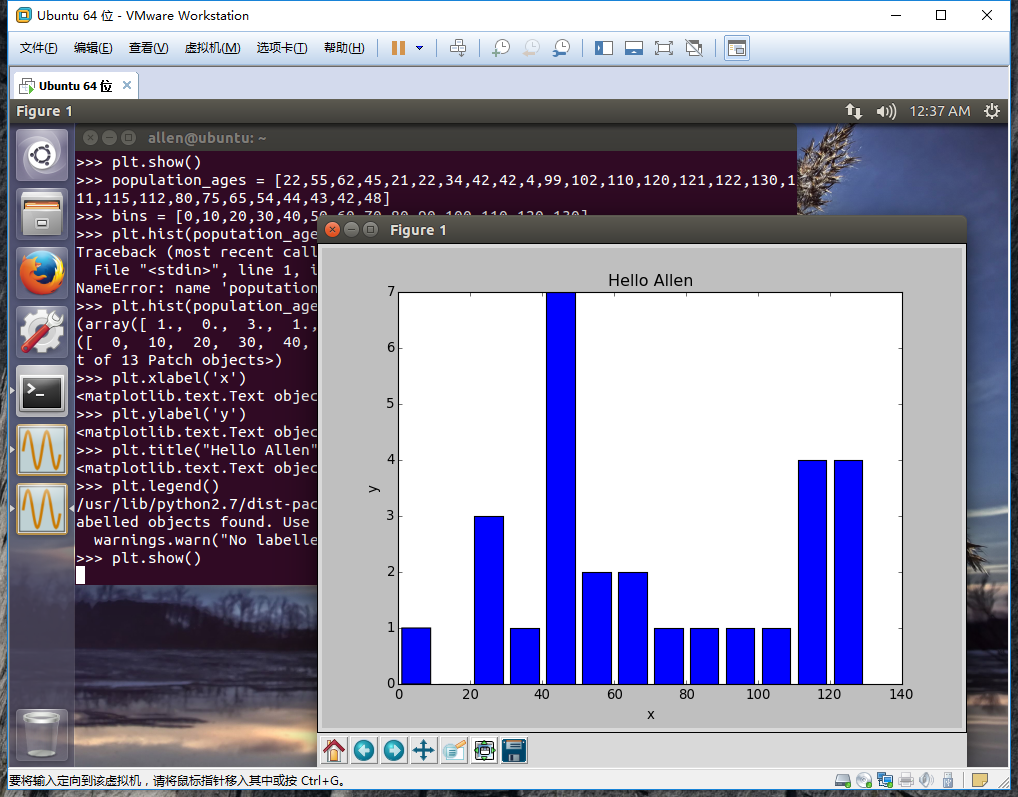 Ubuntu 64 位 - VMware Workstation
文件(F) 编辑(E) 查看(V) 虚拟机(M) 选项卡(T) 帮助(H)
Ubuntu 64 位
Figure 1
12:37 AM
allen@ubuntu: ~
>>> plt.show()
>>> population_ages = [22,55,62,45,21,22,34,42,42,4,99,102,110,120,121,122,130,1
11,115,112,80,75,65,54,44,43,42,48]
>>> bins = [0,10,20,30,40,50,60,70,80,90,100,110,120,130]
>>> plt.hist(poputation_age
Traceback (most recent call
File "<stdin>", line 1, i
NameError: name 'poputation
>>> plt.hist(population_age
(array([ 1., 0., 3., 1.,
([ 0, 10, 20, 30, 40,
t of 13 Patch objects>)
>>> plt.xlabel('x')
<matplotlib.text.Text objec
>>> plt.ylabel('y')
<matplotlib.text.Text objec
>>> plt.title("Hello Allen"
<matplotlib.text.Text objec
>>> plt.legend()
/usr/lib/python2.7/dist-pac
abelled objects found. Use
warnings.warn("No labelle
>>> plt.show()
Figure 1
Hello Allen
7
6
5
4
3
2
1
0
y
0 20 40 60 80 100 120 140
x
要将输入定向到该虚拟机，请将鼠标指针移入其中或按 Ctrl+G。